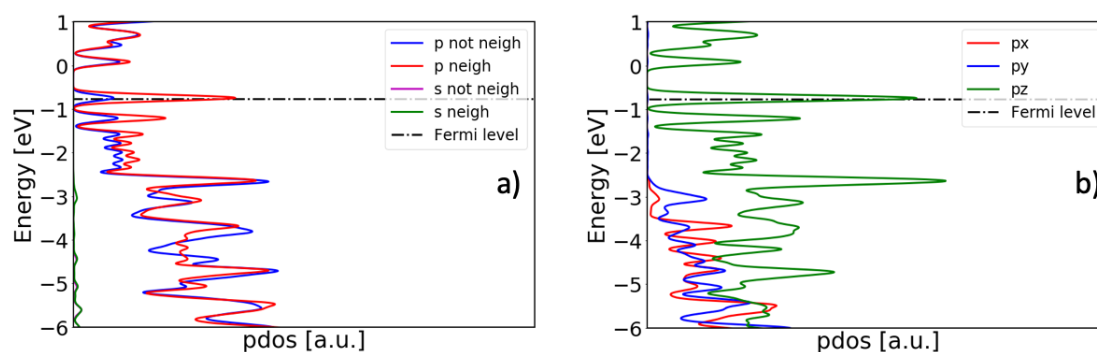 1
0
−1
−2
−3
−4
−5
−6
Energy [eV]
pdos [a.u.]
p not neigh
p neigh
s not neigh
s neigh
Fermi level
a)
1
0
−1
−2
−3
−4
−5
−6
Energy [eV]
pdos [a.u.]
px
py
pz
Fermi level
b)